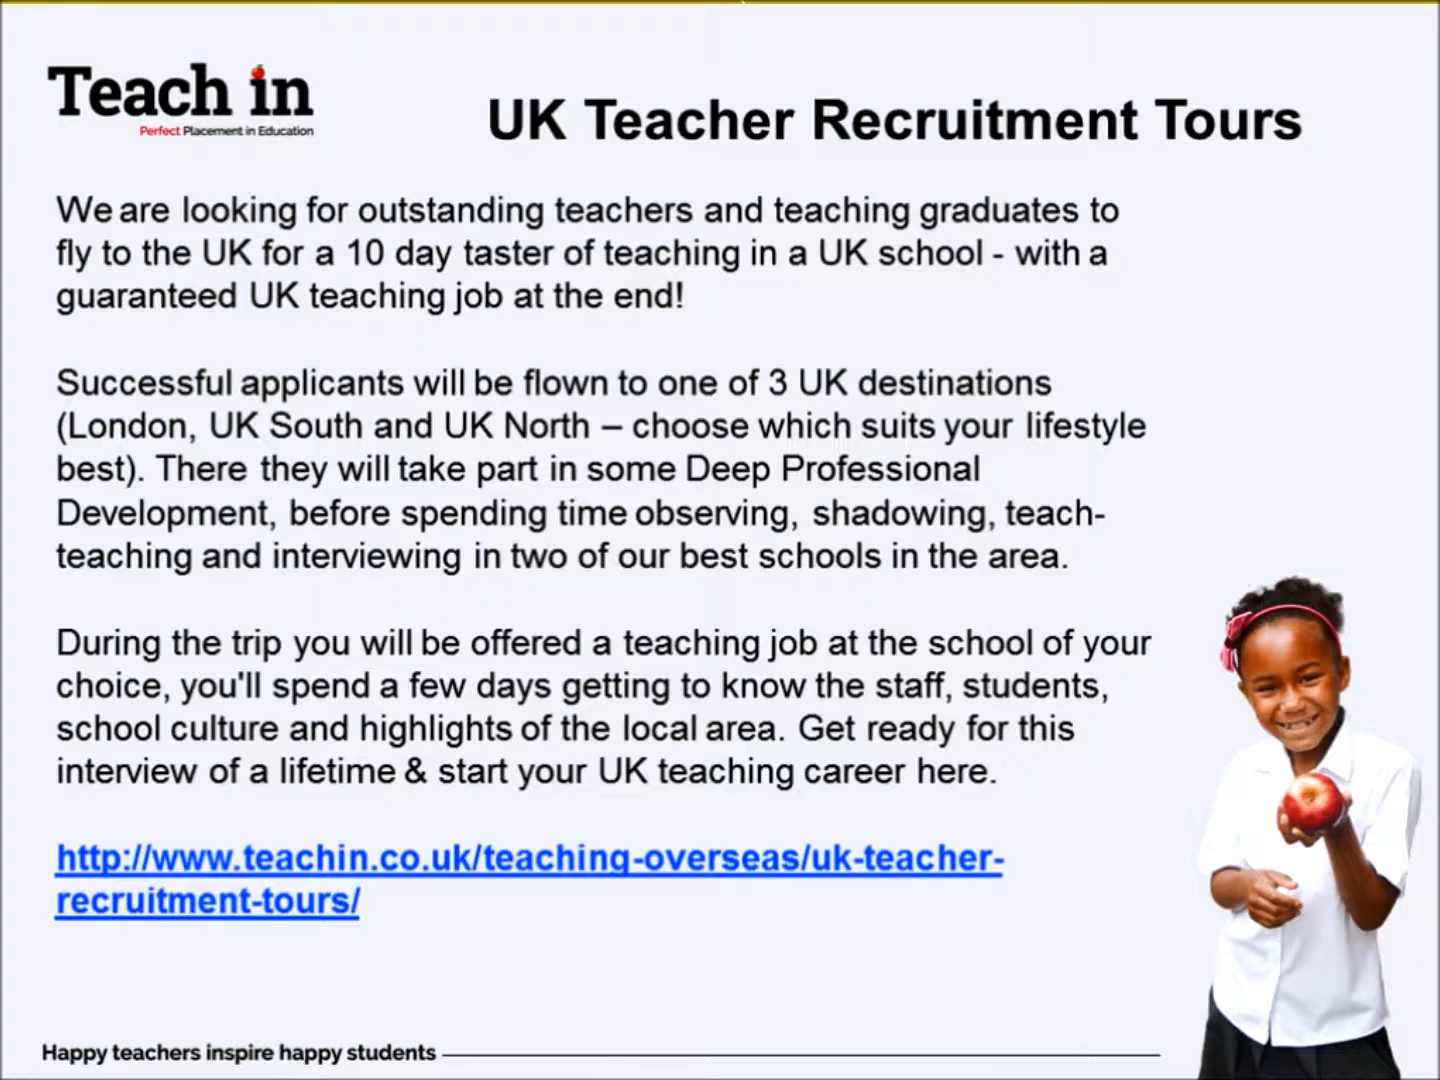 Teach in
Perfect Placement in Education
UK Teacher Recruitment Tours
We are looking for outstanding teachers and teaching graduates to
fly to the UK for a 10 day taster of teaching in a UK school - with a
guaranteed UK teaching job at the end!
Successful applicants will be flown to one of 3 UK destinations
(London, UK South and UK North – choose which suits your lifestyle
best). There they will take part in some Deep Professional
Development, before spending time observing, shadowing, teach-
teaching and interviewing in two of our best schools in the area.
During the trip you will be offered a teaching job at the school of your
choice, you'll spend a few days getting to know the staff, students,
school culture and highlights of the local area. Get ready for this
interview of a lifetime & start your UK teaching career here.
http://www.teachin.co.uk/teaching-overseas/uk-teacher-
recruitment-tours/
Happy teachers inspire happy students